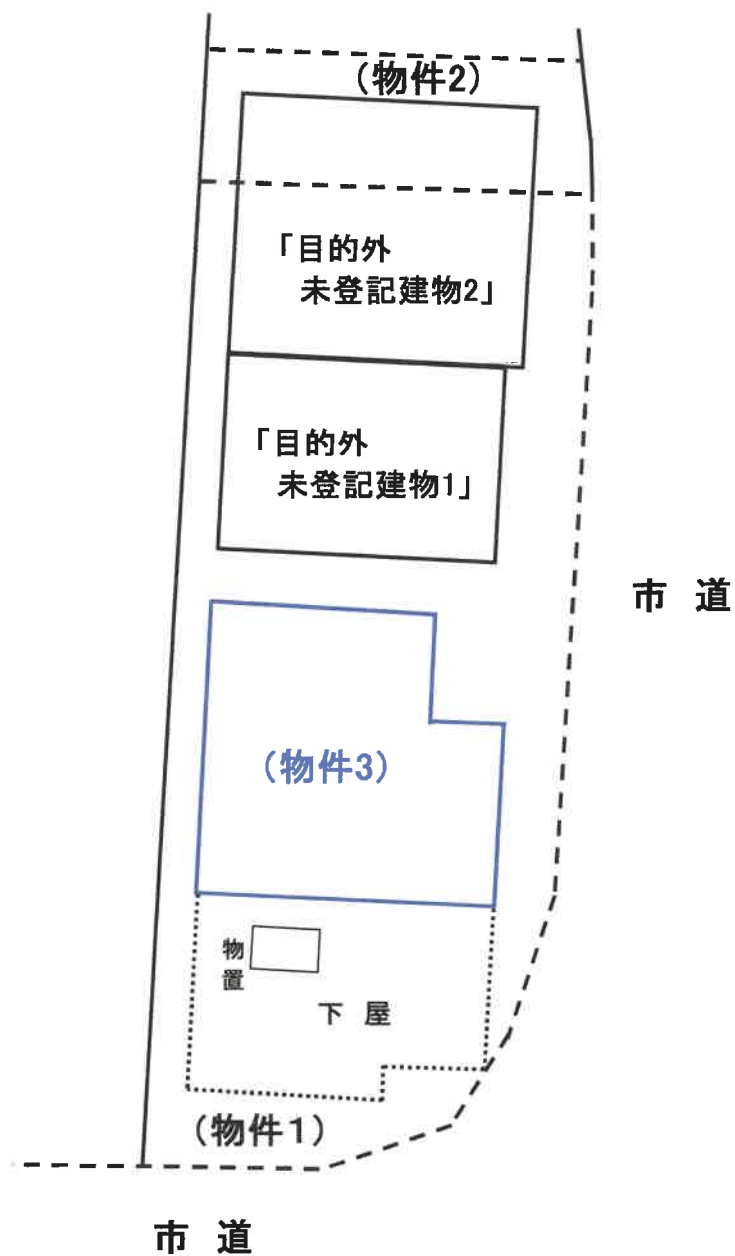 （物件2）
「目的外
未登記建物2」
「目的外
未登記建物1」
市 道
（物件3）
物置
下 屋
（物件1）
市 道